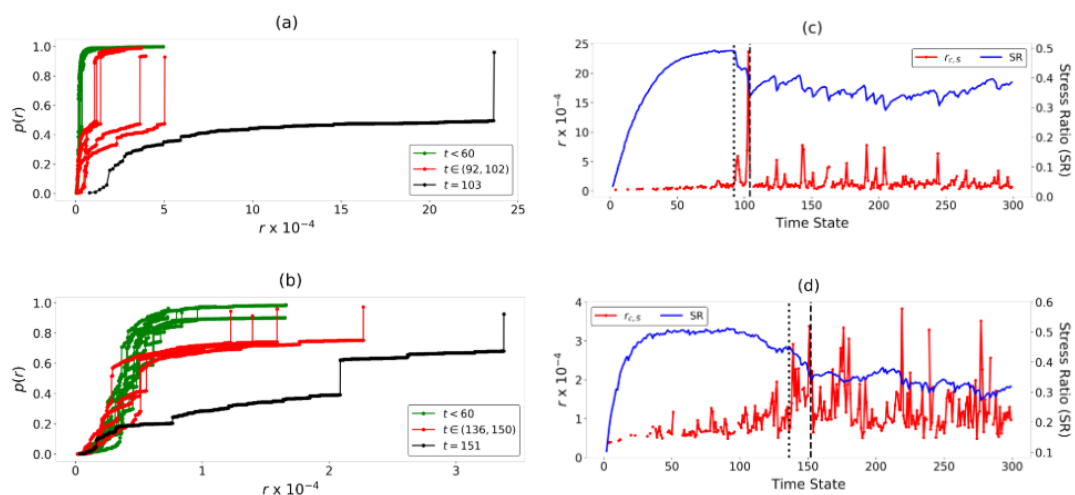 (a)
1.0
0.8
0.6
0.4
0.2
0.0
p(r)
t < 60
t ∈ (92, 102)
t = 103
0 5 10 15 20 25
r x 10⁻⁴
(c)
25
20
15
10
5
0
r x 10⁻⁴
r_{c,s} SR
0.5
0.4
0.3
0.2
0.1
0.0
Stress Ratio (SR)
0 50 100 150 200 250 300
Time State
(b)
1.0
0.8
0.6
0.4
0.2
0.0
p(r)
t < 60
t ∈ (136, 150)
t = 151
0 1 2 3
r x 10⁻⁴
(d)
4
3
2
1
0
r x 10⁻⁴
r_{c,s} SR
0.6
0.5
0.4
0.3
0.2
0.1
Stress Ratio (SR)
0 50 100 150 200 250 300
Time State